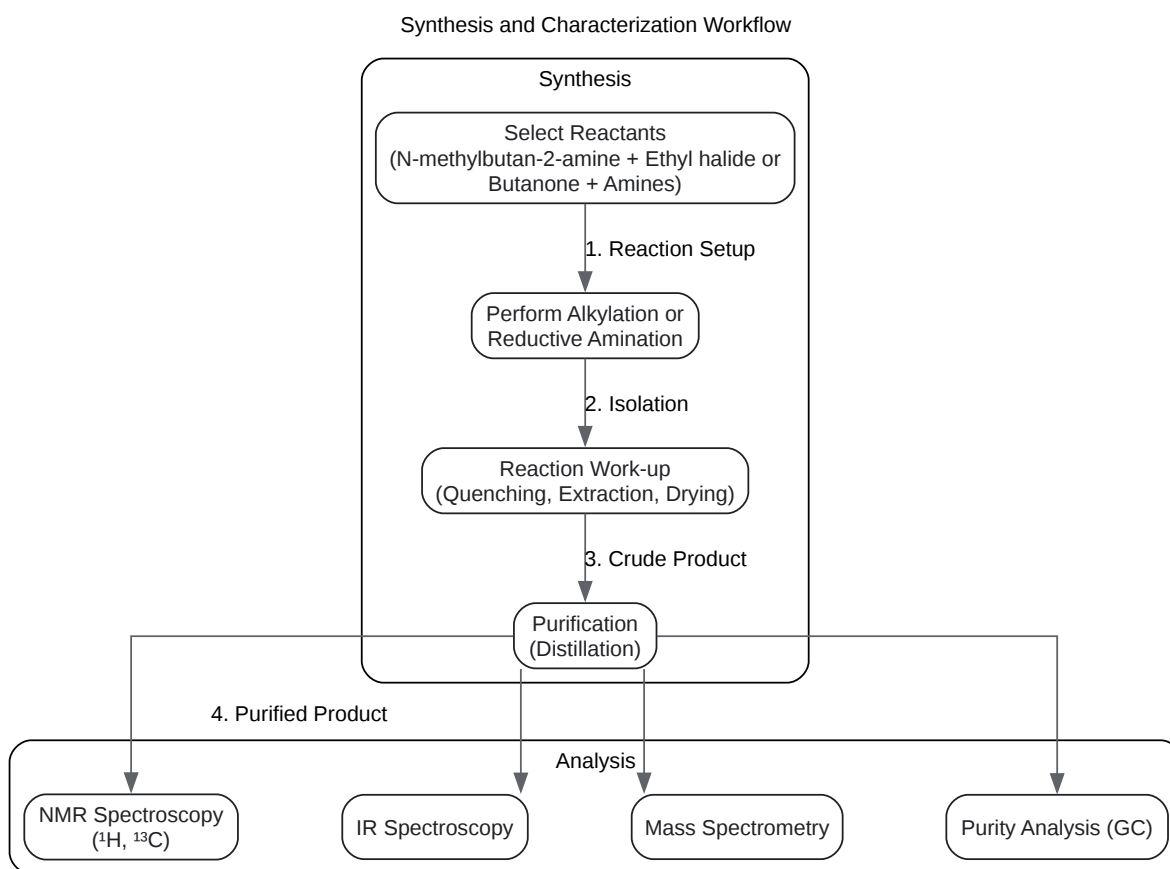 Synthesis and Characterization Workflow
Synthesis
Select Reactants
(N-methylbutan-2-amine + Ethyl halide or
Butanone + Amines)
1. Reaction Setup
Perform Alkylation or
Reductive Amination
2. Isolation
Reaction Work-up
(Quenching, Extraction, Drying)
3. Crude Product
Purification
(Distillation)
4. Purified Product
Analysis
NMR Spectroscopy
(¹H, ¹³C)
IR Spectroscopy
Mass Spectrometry
Purity Analysis (GC)